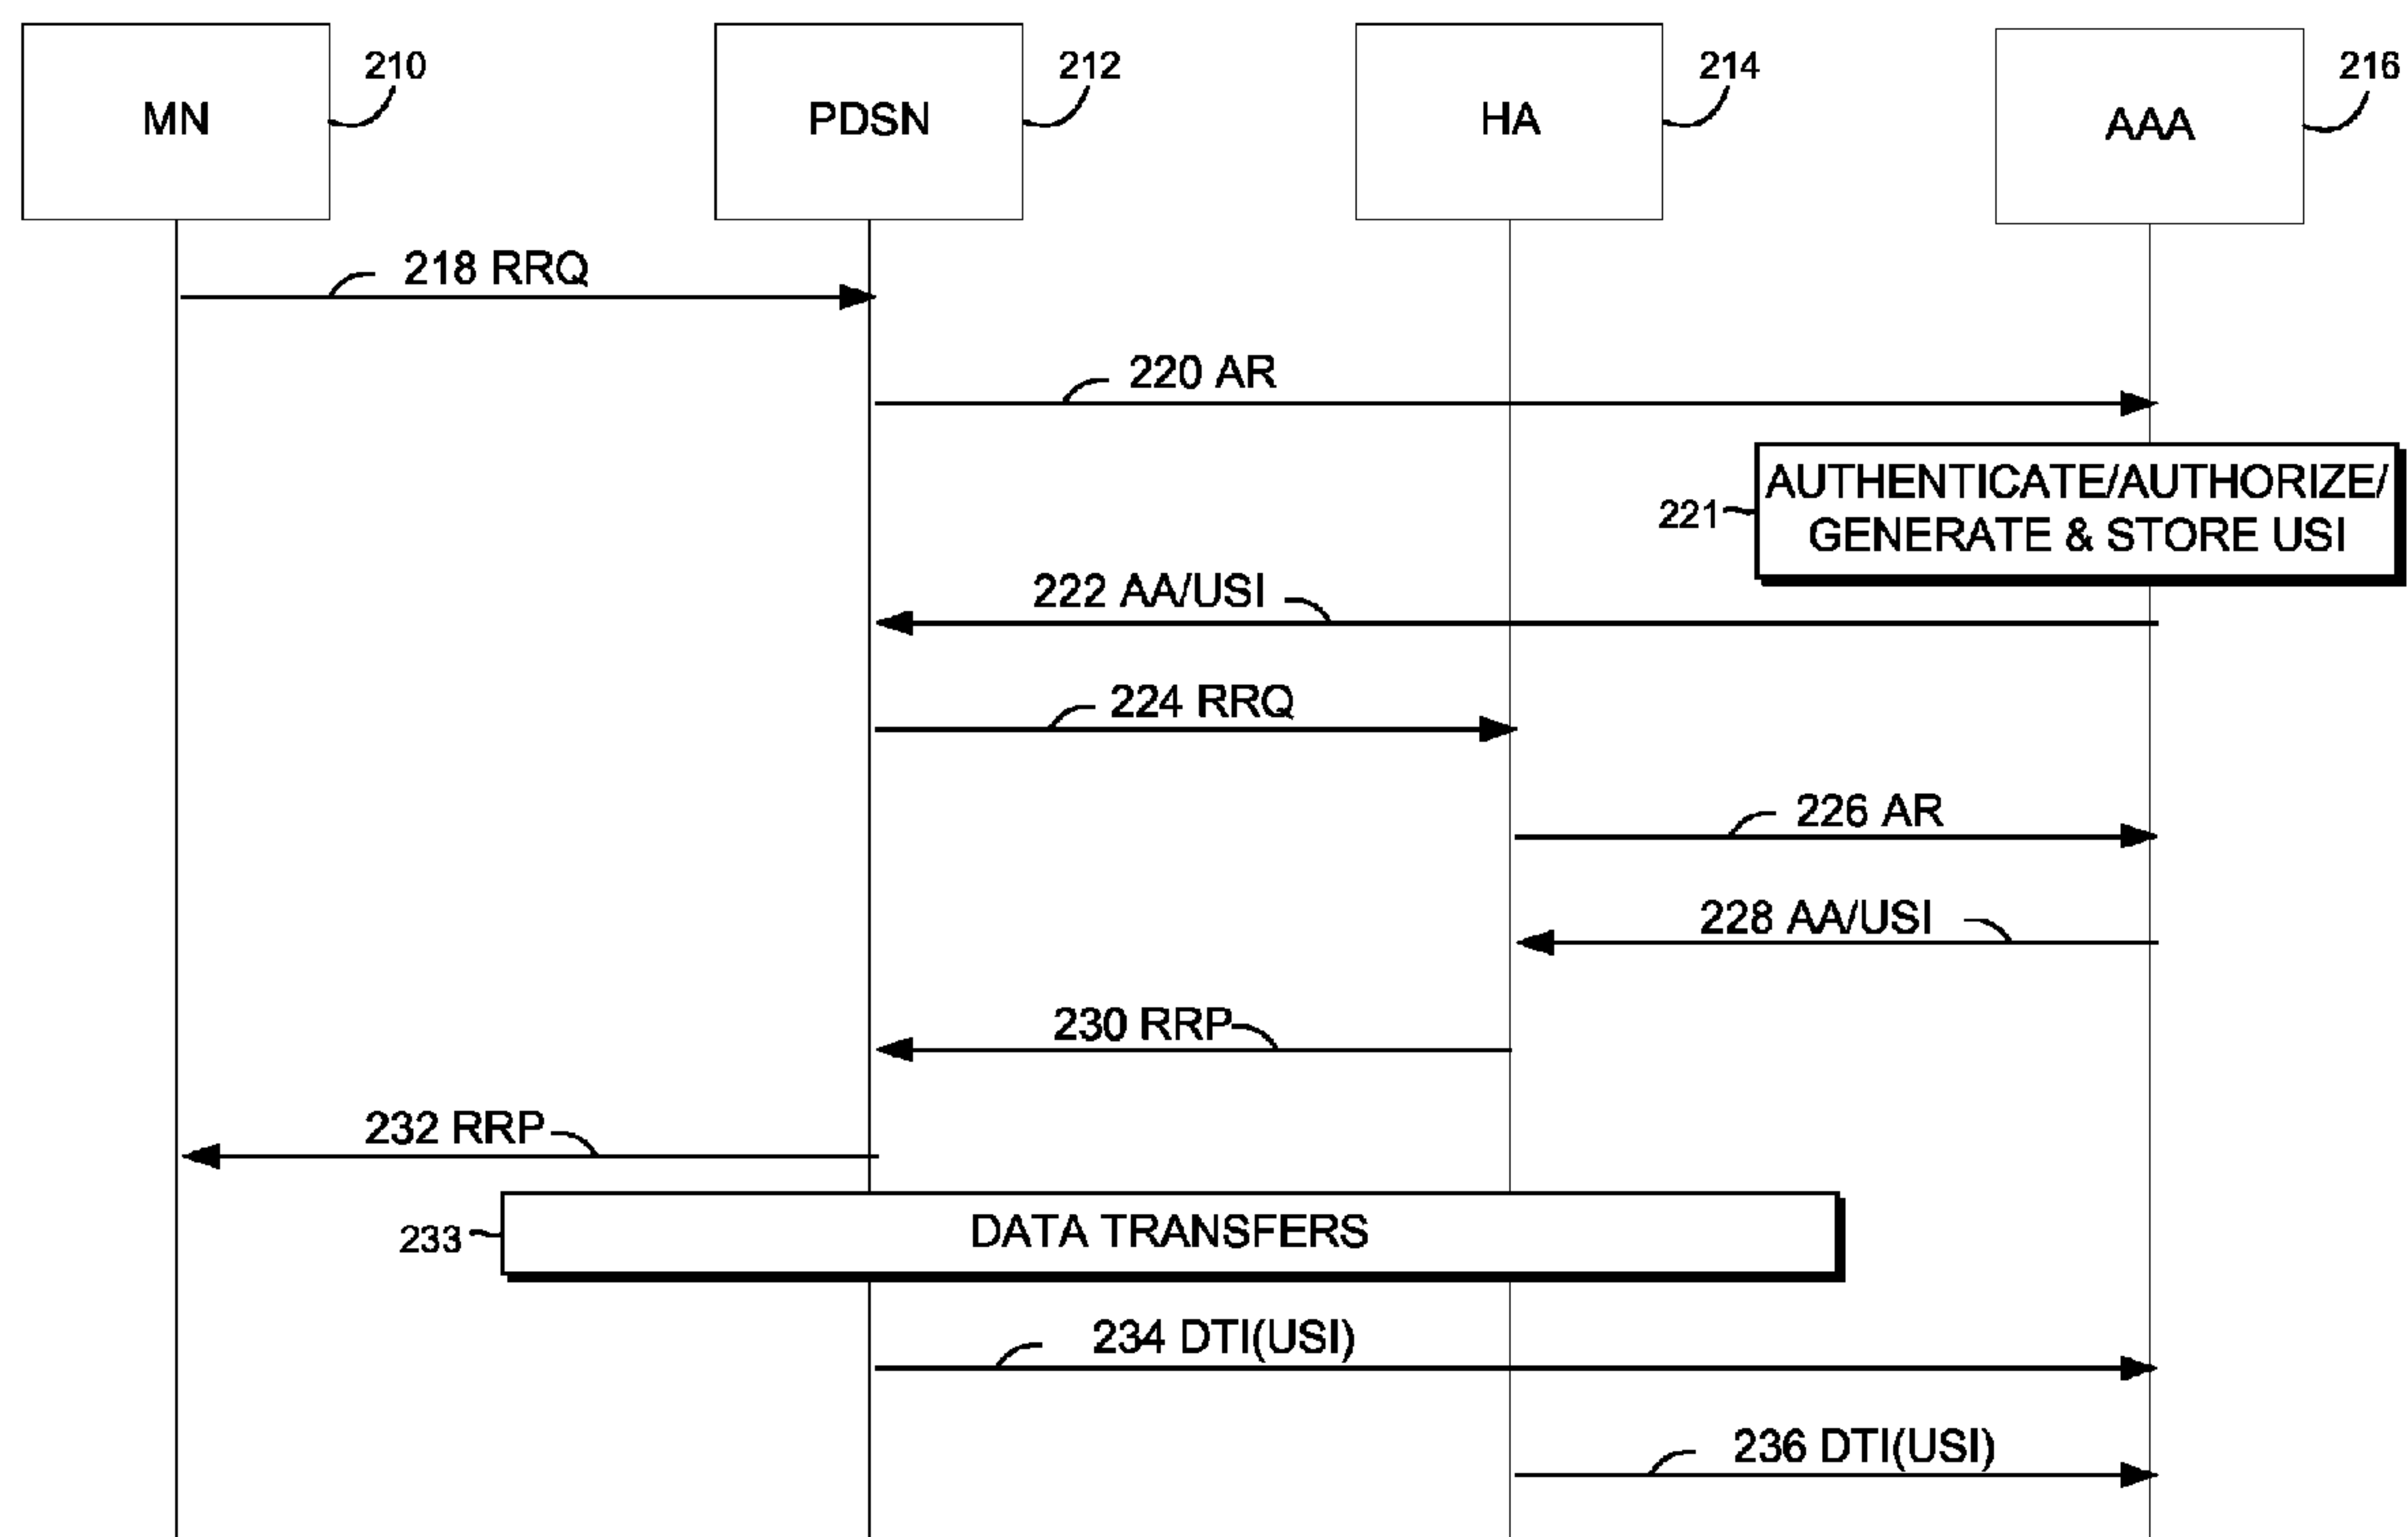 210
212
214
216
MN
PDSN
HA
AAA
218 RRQ
220 AR
AUTHENTICATE/AUTHORIZE/
221
GENERATE & STORE USI
222 AA/USI
224 RRQ
226 AR
228 AA/USI
230 RRP
232 RRP
DATA TRANSFERS
233
234 DTI(USI)
236 DTI(USI)